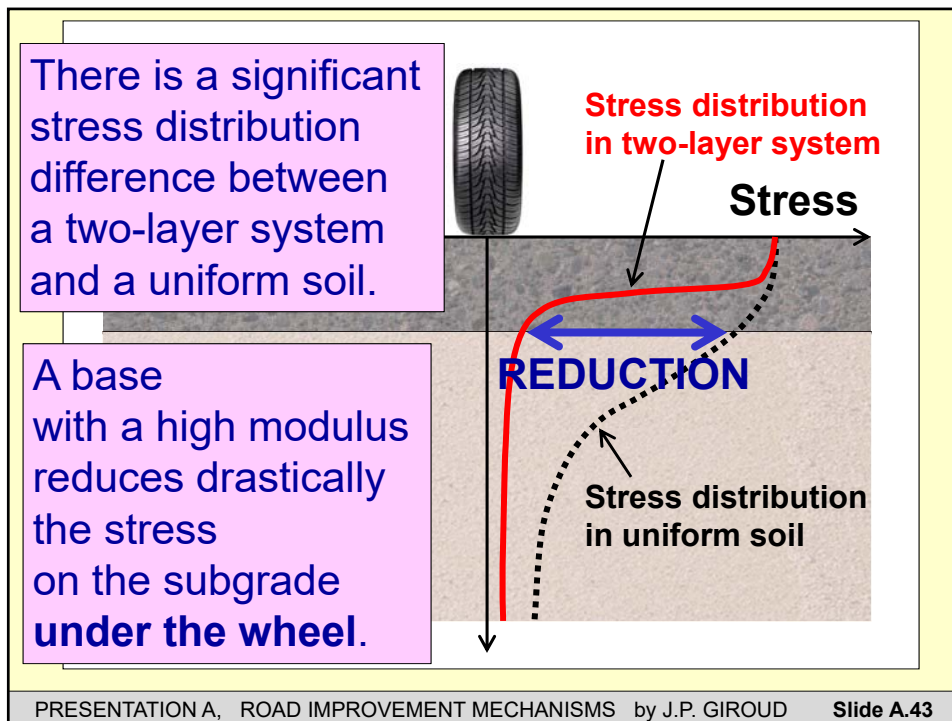 There is a significant
stress distribution
difference between
a two-layer system
and a uniform soil.
A base
with a high modulus
reduces drastically
the stress
on the subgrade
under the wheel.
Stress distribution
in two-layer system
Stress
REDUCTION
Stress distribution
in uniform soil
PRESENTATION A, ROAD IMPROVEMENT MECHANISMS by J.P. GIROUD Slide A.43